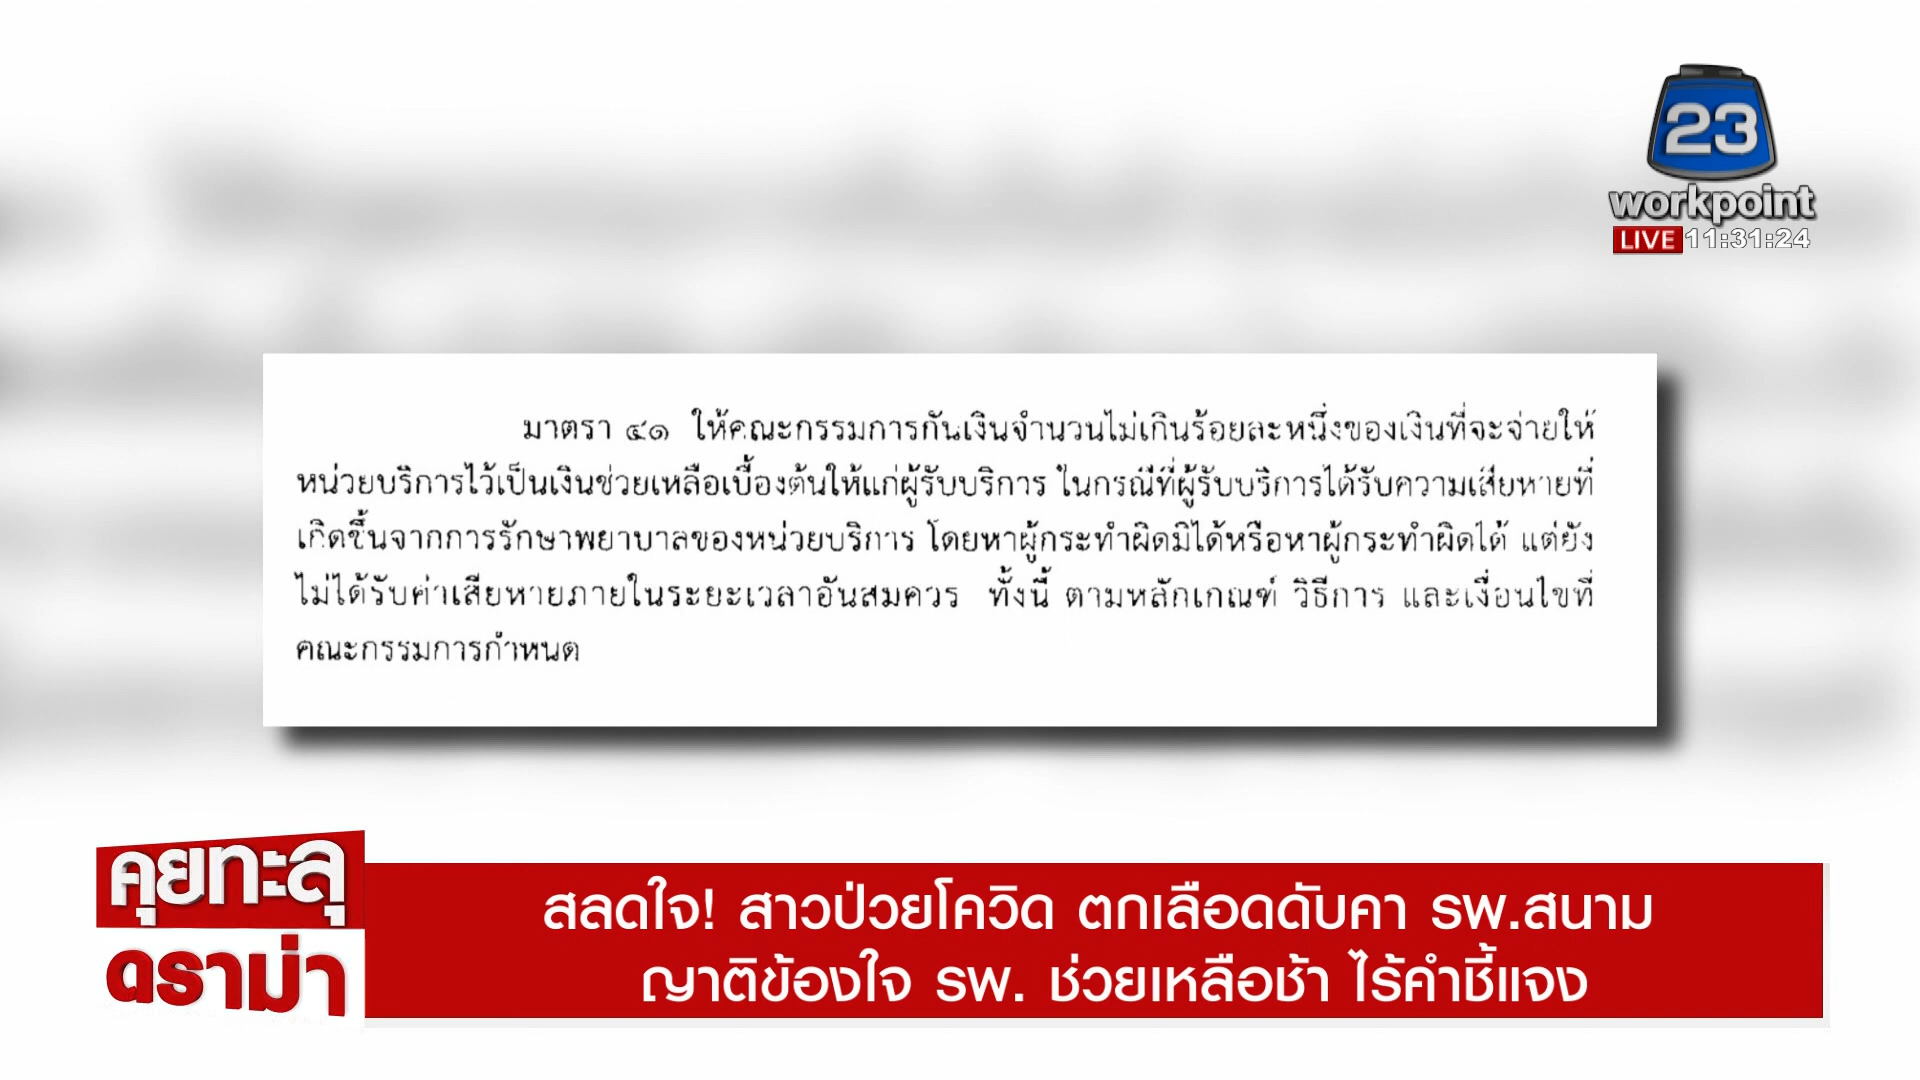 23
workpoint
LIVE 11:31:24
มาตรา ๔๑ ให้คณะกรรมการกันเงินจำนวนไม่เกินร้อยละหนึ่งของเงินที่จะจ่ายให้
หน่วยบริการไว้เป็นเงินช่วยเหลือเบื้องต้นให้แก่ผู้รับบริการ ในกรณีที่ผู้รับบริการได้รับความเสียหายที่
เกิดขึ้นจากการรักษาพยาบาลของหน่วยบริการ โดยหาผู้กระทำผิดมิได้หรือหาผู้กระทำผิดได้ แต่ยัง
ไม่ได้รับค่าเสียหายภายในระยะเวลาอันสมควร ทั้งนี้ ตามหลักเกณฑ์ วิธีการ และเงื่อนไขที่
คณะกรรมการกำหนด
คุยทะลุ
ดราม่า
สลดใจ! สาวป่วยโควิด ตกเลือดดับคา รพ.สนาม
ญาติข้องใจ รพ. ช่วยเหลือช้า ไร้คำชี้แจง